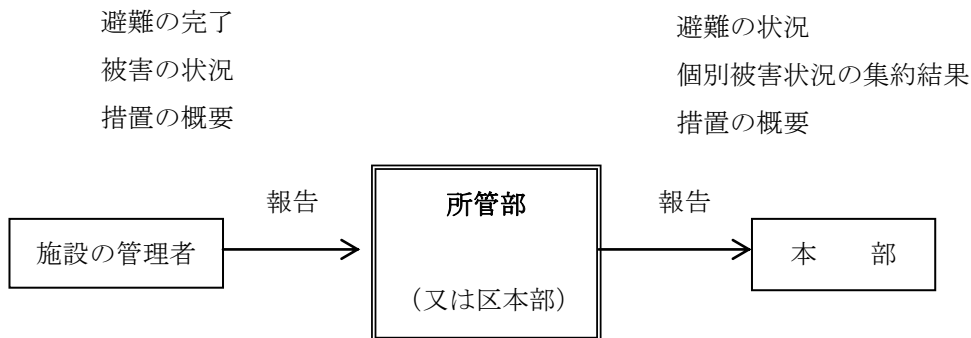 避難の完了
被害の状況
措置の概要
避難の状況
個別被害状況の集約結果
措置の概要
施設の管理者
報告
所管部
（又は区本部）
報告
本　　部